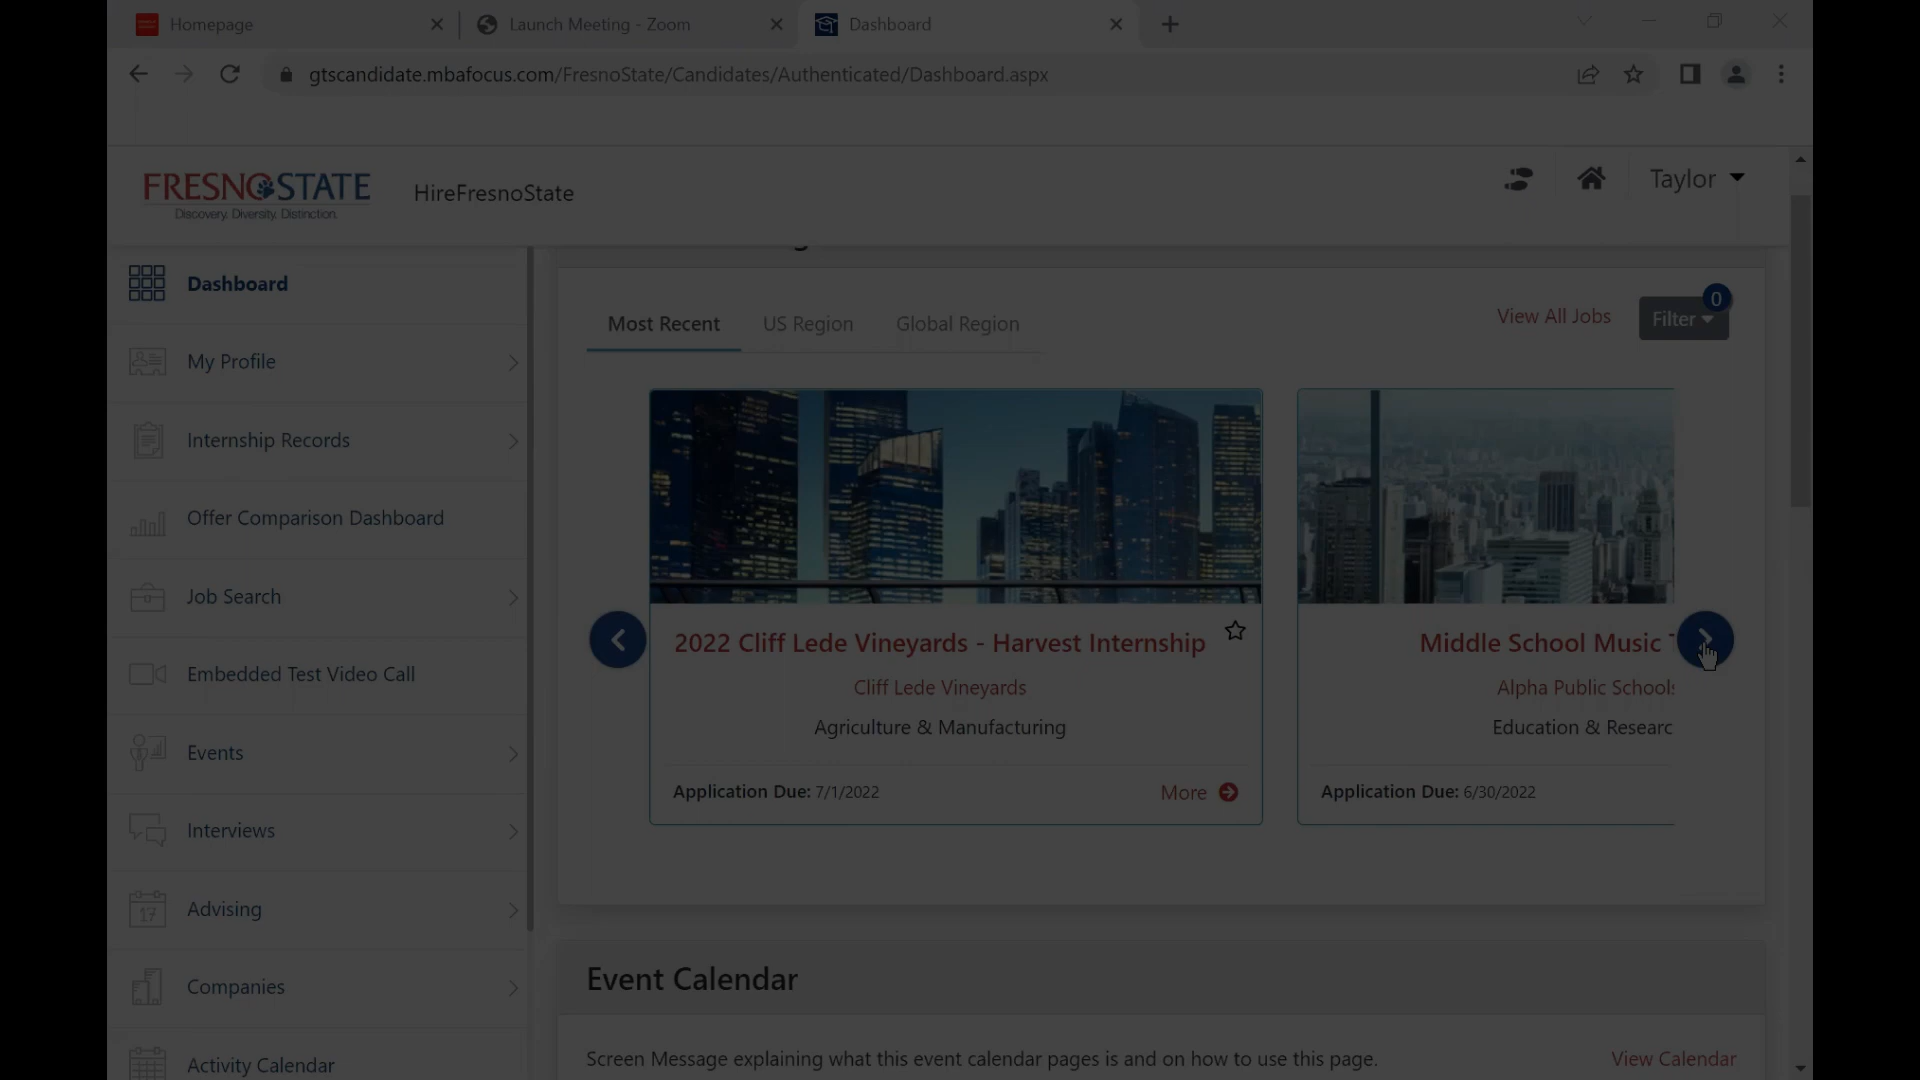 Homepage
Launch Meeting - Zoom
Dashboard
gtscandidate.mbafocus.com/FresnoState/Candidates/Authenticated/Dashboard.aspx
FRESNO STATE
Discovery. Diversity. Distinction.
HireFresnoState
Taylor
Dashboard
My Profile
Internship Records
Offer Comparison Dashboard
Job Search
Embedded Test Video Call
Events
Interviews
17
Advising
Companies
Activity Calendar
Most Recent
US Region
Global Region
View All Jobs
Filter
0
2022 Cliff Lede Vineyards - Harvest Internship
Cliff Lede Vineyards
Agriculture & Manufacturing
Application Due: 7/1/2022
More
Middle School Music
Alpha Public Schools
Education & Researc
Application Due: 6/30/2022
Event Calendar
Screen Message explaining what this event calendar pages is and on how to use this page.
View Calendar